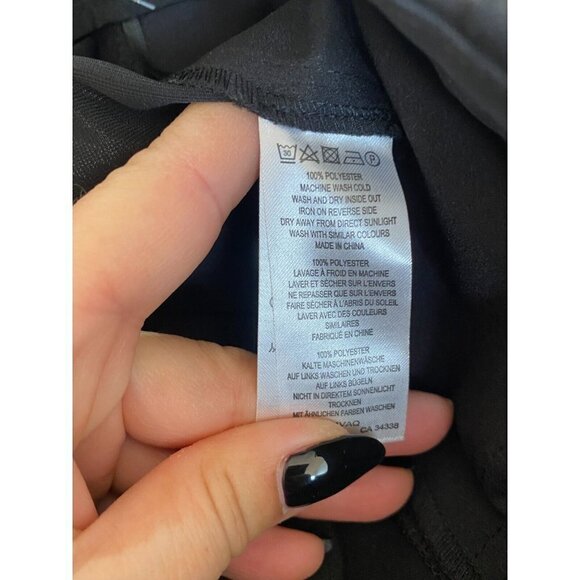 30 P
100% POLYESTER
MACHINE WASH COLD
WASH AND DRY INSIDE OUT
IRON ON REVERSE SIDE
DRY AWAY FROM DIRECT SUNLIGHT
WASH WITH SIMILAR COLOURS
MADE IN CHINA
100% POLYESTER
LAVAGE À FROID EN MACHINE
LAVER ET SÉCHER SUR L'ENVERS
NE REPASSER QUE SUR L'ENVERS
FAIRE SÉCHER À L'ABRIS DU SOLEIL
LAVER AVEC DES COULEURS
SIMILAIRES
FABRIQUÉ EN CHINE
100% POLYESTER
KALTE MASCHINENWÄSCHE
AUF LINKS WASCHEN UND TROCKNEN
AUF LINKS BÜGELN
NICHT IN DIREKTEM SONNENLICHT
TROCKNEN
MIT ÄHNLICHEN FARBEN WASCHEN
CA 34338